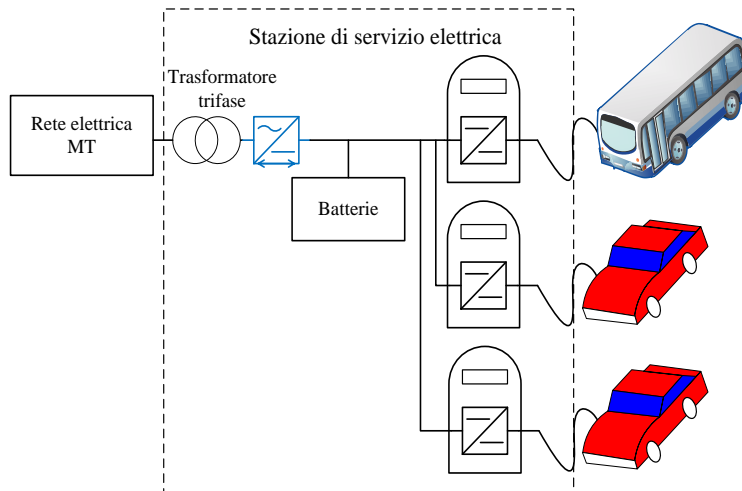 Stazione di servizio elettrica
Trasformatore
trifase
Rete elettrica
MT
Batterie